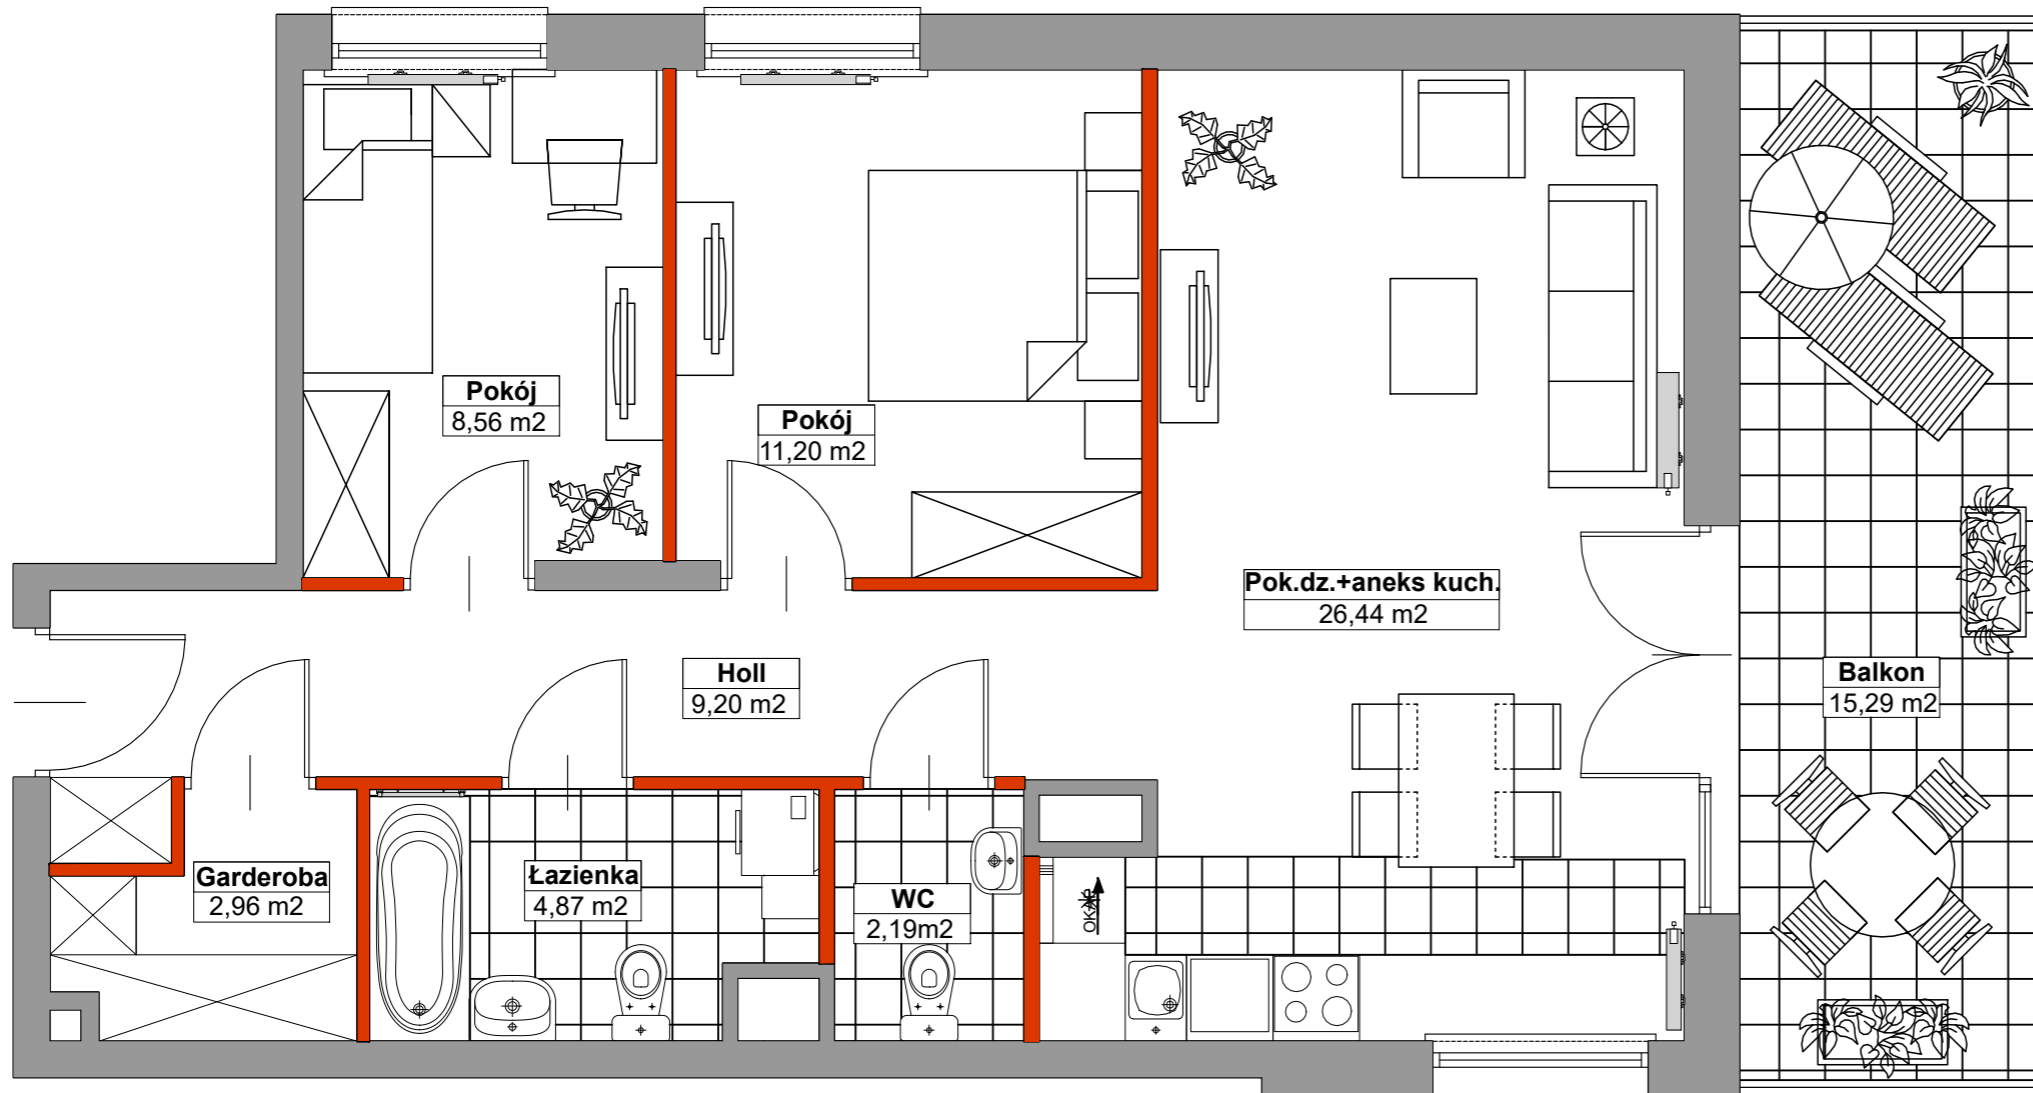 Pokój
8,56 m2
Pokój
11,20 m2
Pok.dz.+aneks kuch.
26,44 m2
Holl
9,20 m2
Balkon
15,29 m2
Garderoba
2,96 m2
Łazienka
4,87 m2
WC
2,19m2